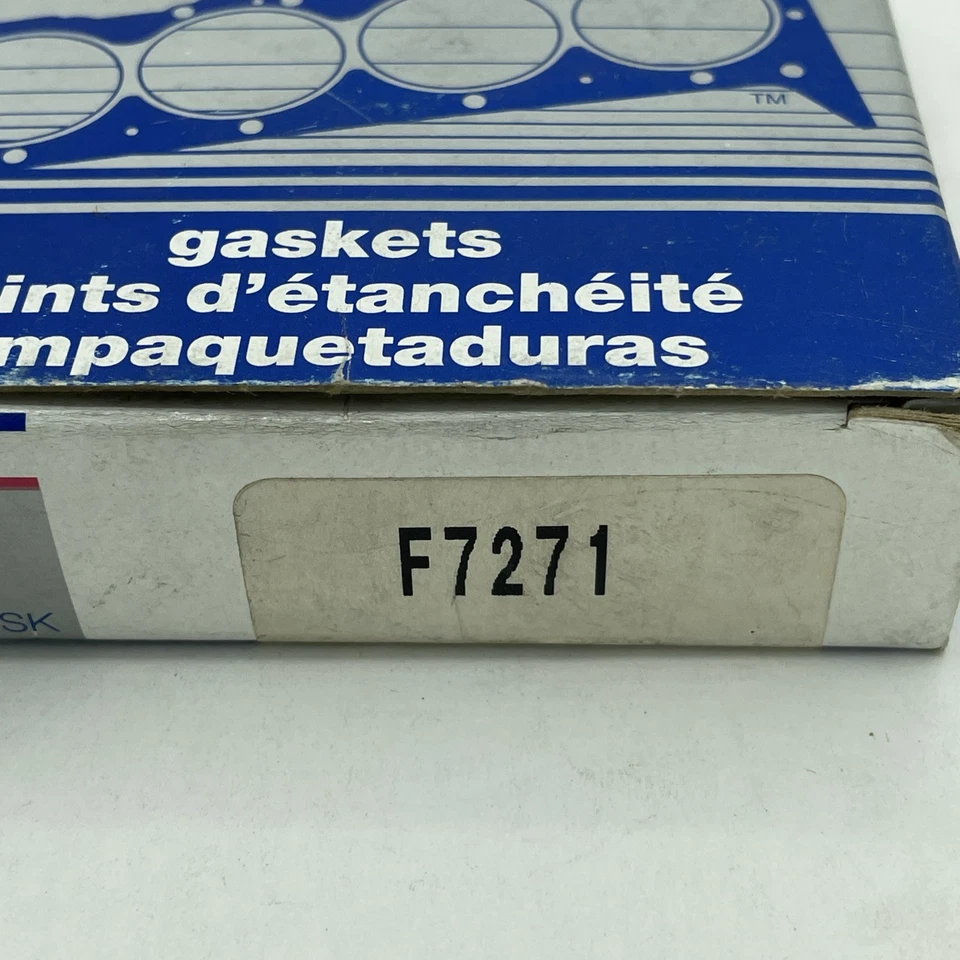 TM
gaskets
ints d'étanchéité
mpaquetaduras
F7271
SK